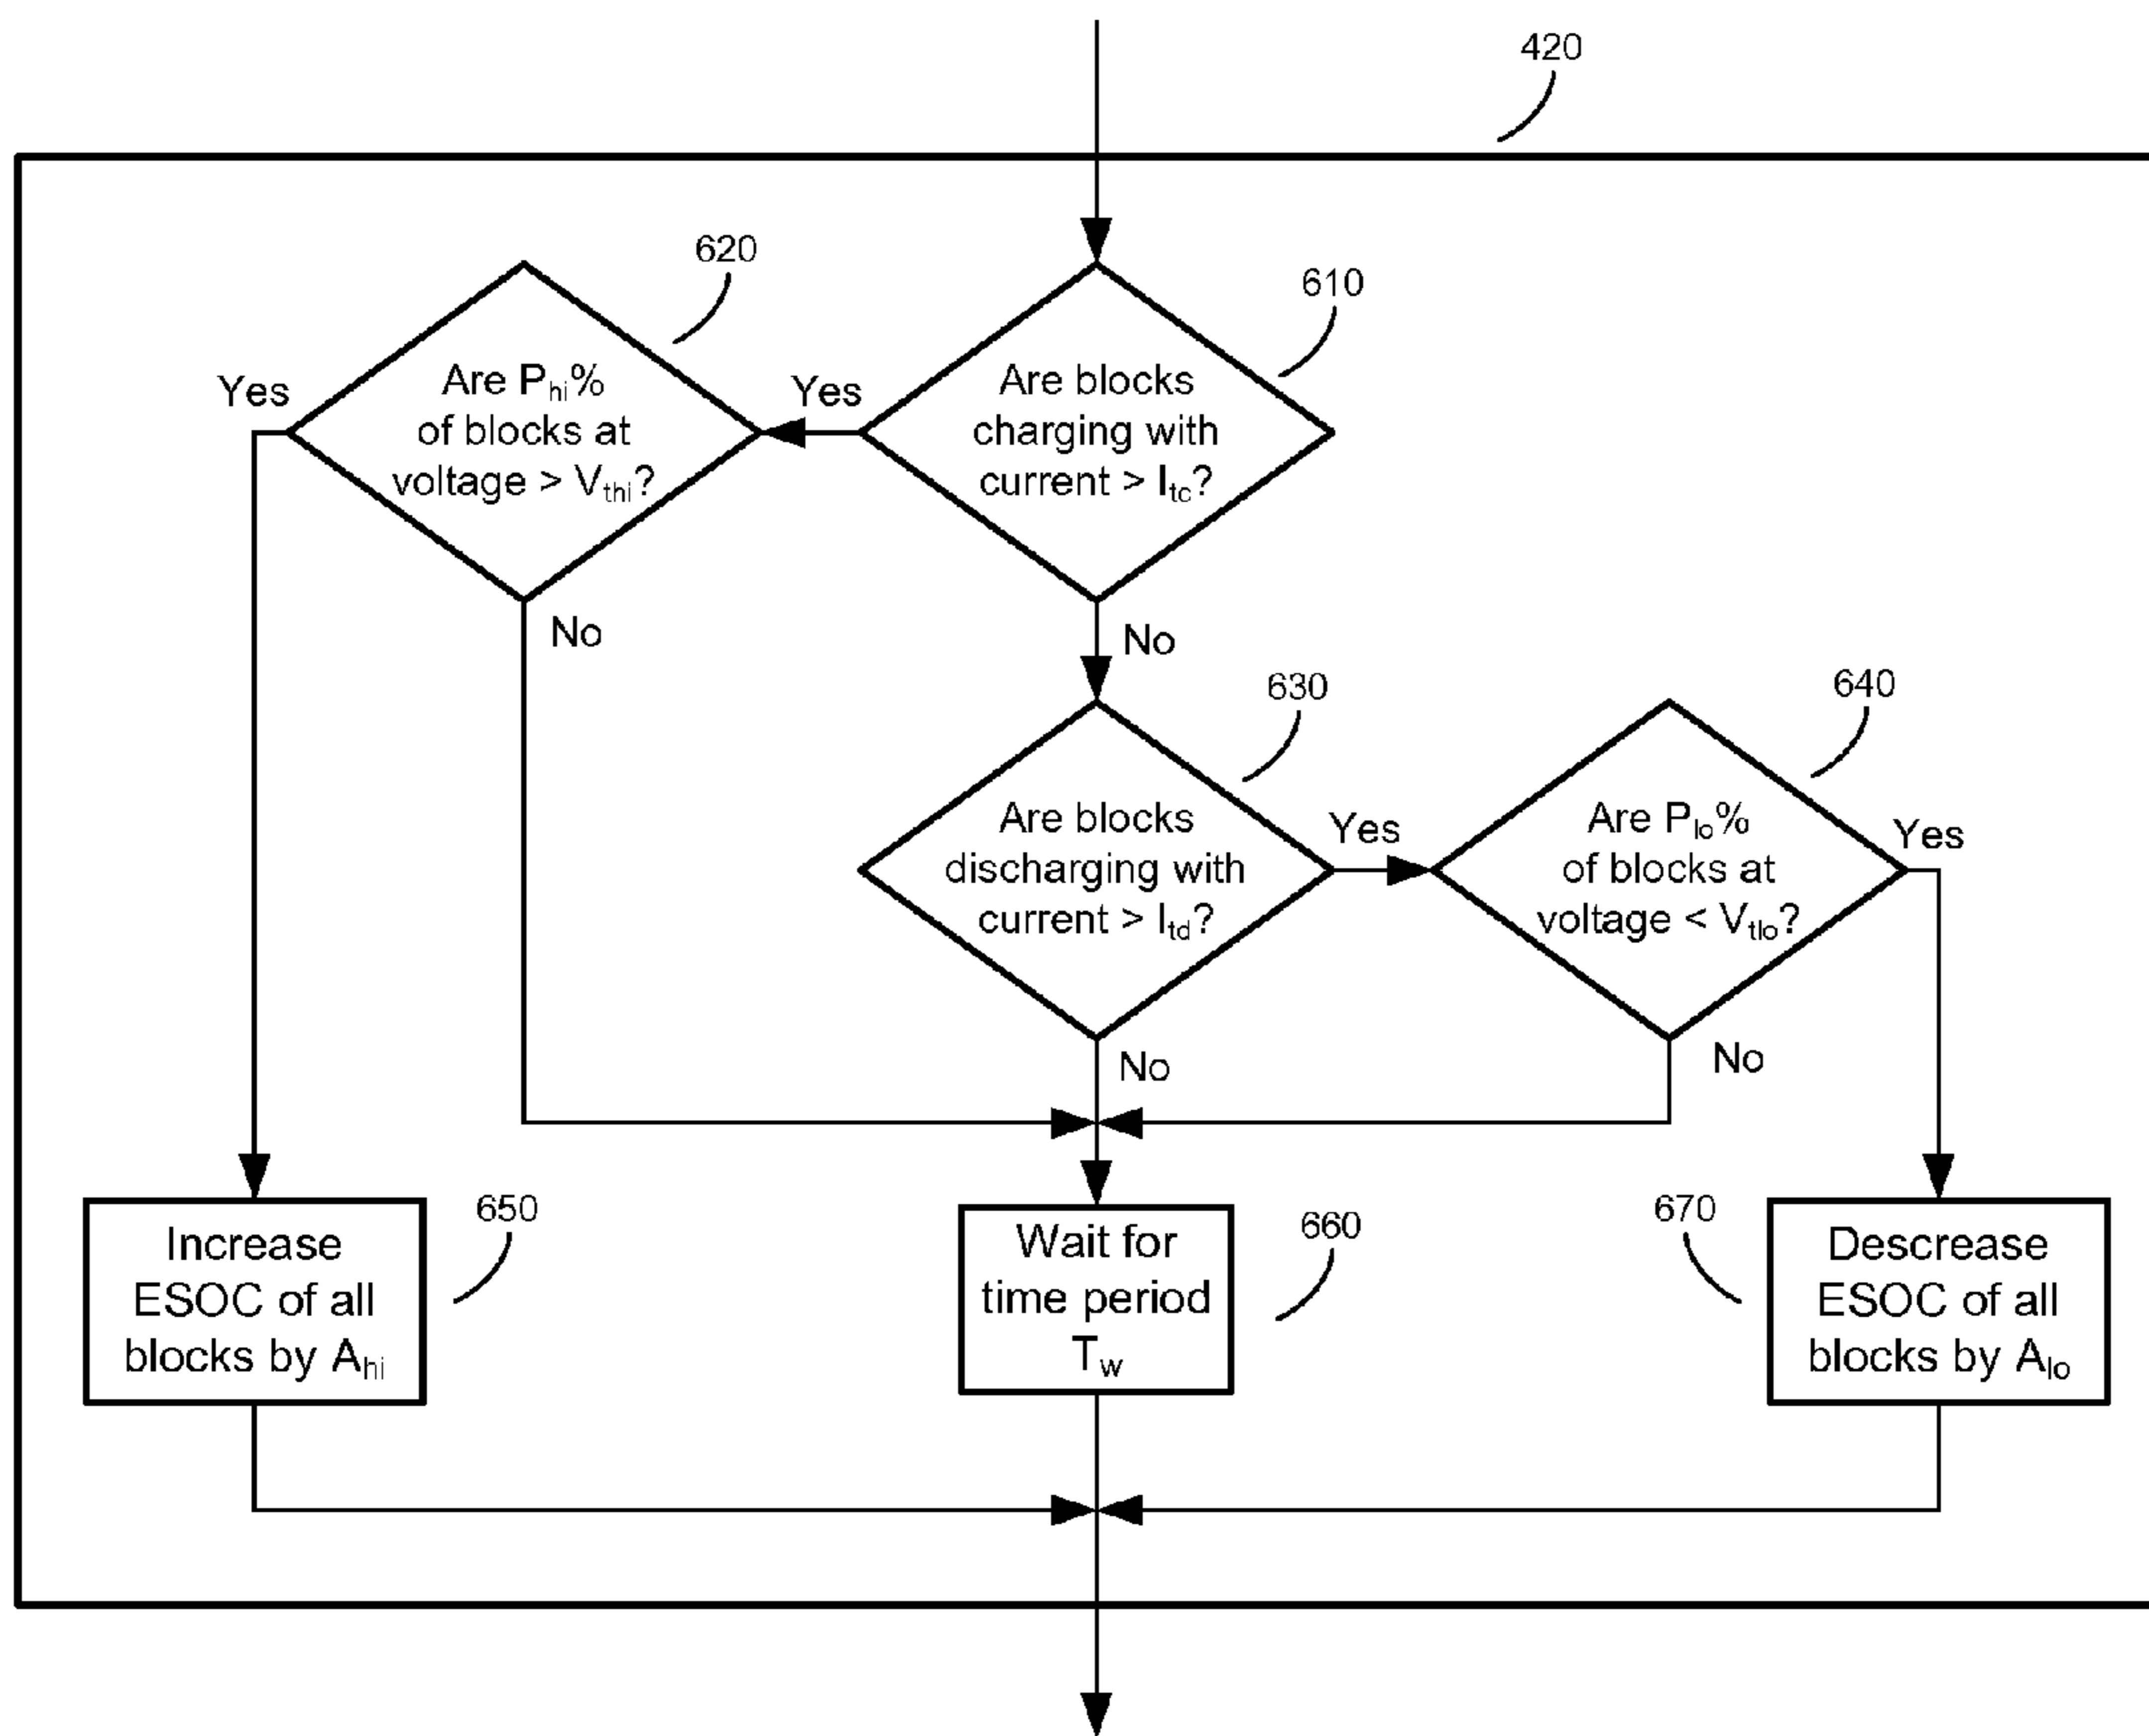 420
620
610
Are Phi%
of blocks at
voltage > Vthi?
Yes
Yes
Are blocks
charging with
current > Itc?
No
No
630
640
Are blocks
discharging with
current > Itd?
Yes
Are Plo%
of blocks at
voltage < Vtlo?
Yes
No
No
650
Increase
ESOC of all
blocks by Ahi
660
Wait for
time period
Tw
670
Descrease
ESOC of all
blocks by Alo